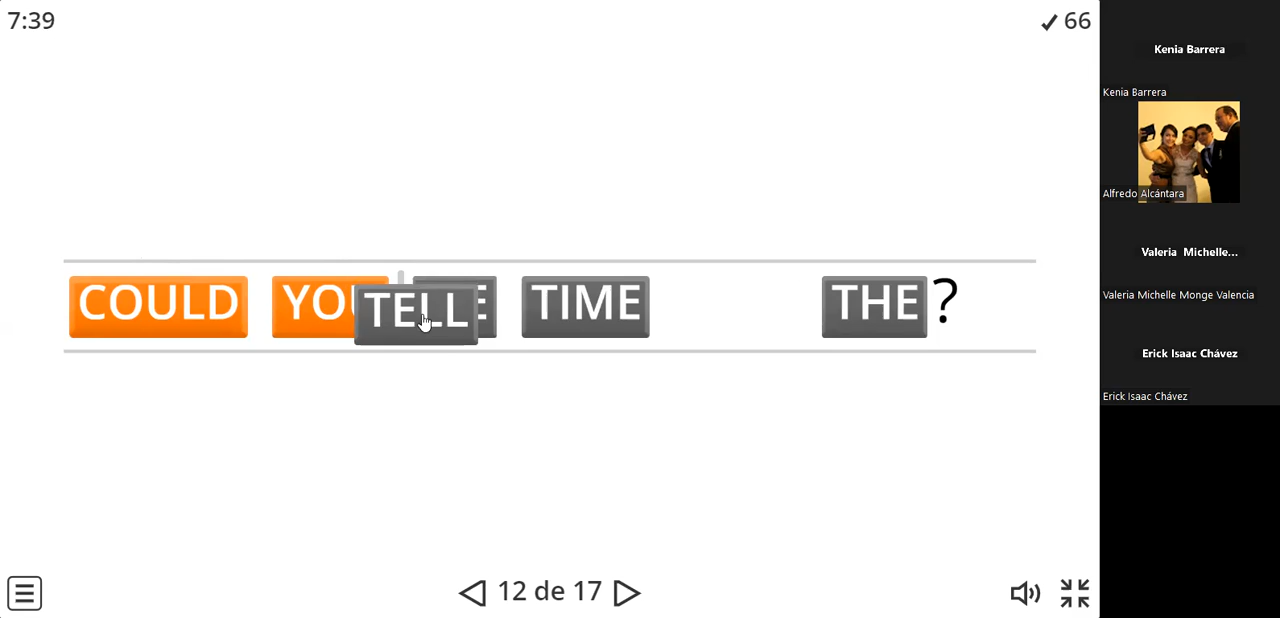 7:39
66
COULD YOU TELL TIME THE ?
12 de 17
Kenia Barrera
Kenia Barrera
Alfredo Alcántara
Valeria Michelle...
Valeria Michelle Monge Valencia
Erick Isaac Chávez
Erick Isaac Chávez